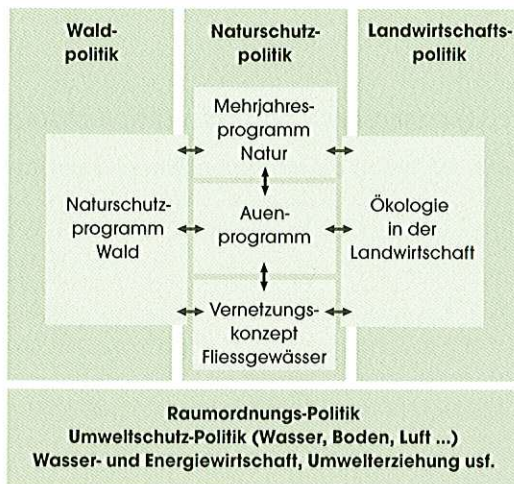 Wald-
politik
Naturschutz-
politik
Landwirtschafts-
politik
Mehrjahres-
programm
Natur
Naturschutz-
programm
Wald
Auen-
programm
Ökologie
in der
Landwirtschaft
Vernetzungs-
konzept
Fliessgewässer
Raumordnungs-Politik
Umweltschutz-Politik (Wasser, Boden, Luft ...)
Wasser- und Energiewirtschaft, Umwelterziehung usf.